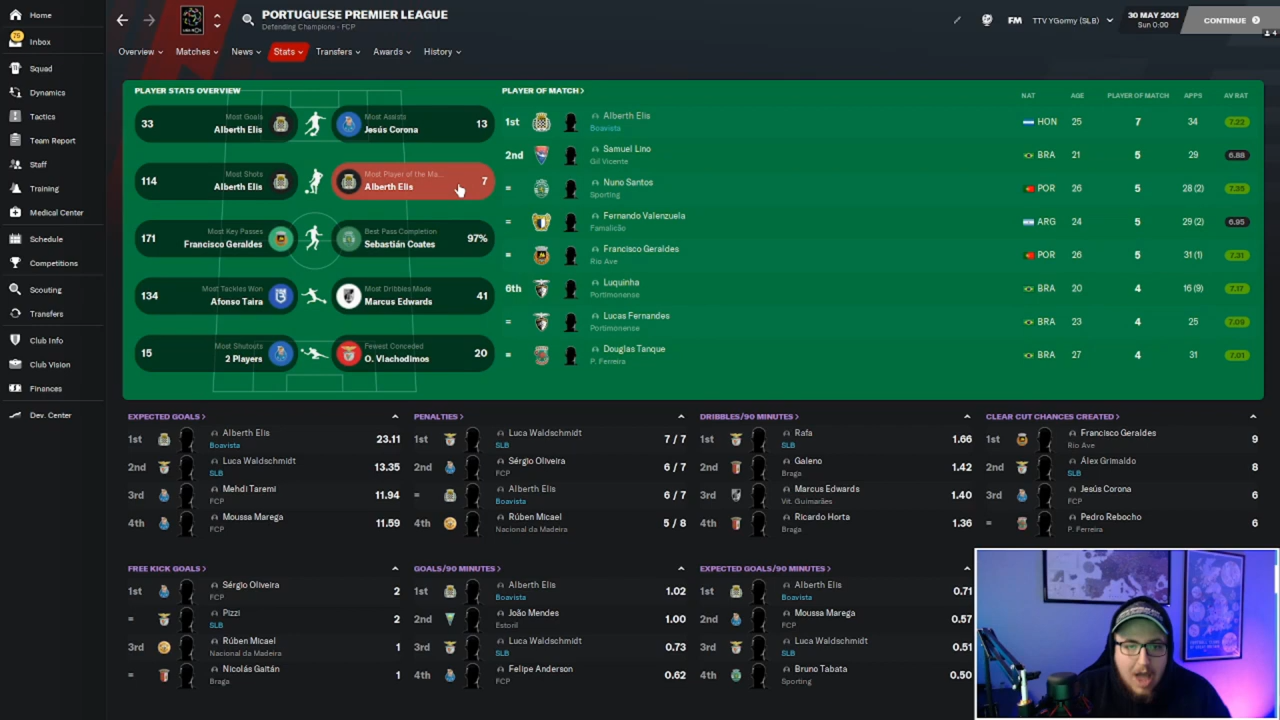 Home
Inbox
Squad
Dynamics
Tactics
Team Report
Staff
Training
Medical Center
Schedule
Competitions
Scouting
Transfers
Club Info
Club Vision
Finances
Dev. Center
PORTUGUESE PREMIER LEAGUE
Defending Champions - FCP
FM TTV YGormy (SLB)
30 MAY 2021
Sun 0:00
CONTINUE
Overview Matches News Stats Transfers Awards History
PLAYER STATS OVERVIEW
33 Most Goals
Alberth Elis
Most Assists 13
Jesús Corona
114 Most Shots
Alberth Elis
Most Player of the Ma... 7
Alberth Elis
171 Most Key Passes
Francisco Geraldes
Best Pass Completion 97%
Sebastián Coates
134 Most Tackles Won
Afonso Taira
Most Dribbles Made 41
Marcus Edwards
15 Most Shutouts
2 Players
Fewest Conceded 20
O. Vlachodimos
PLAYER OF MATCH NAT AGE PLAYER OF MATCH APPS AV RAT
1st Alberth Elis HON 25 7 34 7.22
Boavista
2nd Samuel Lino BRA 21 5 29 6.88
Gil Vicente
= Nuno Santos POR 26 5 28 (2) 7.35
Sporting
= Fernando Valenzuela ARG 24 5 29 (2) 6.95
Famalicão
= Francisco Geraldes POR 26 5 31 (1) 7.31
Rio Ave
6th Luquinha BRA 20 4 16 (9) 7.17
Portimonense
= Lucas Fernandes BRA 23 4 25 7.09
Portimonense
= Douglas Tanque BRA 27 4 31 7.01
P. Ferreira
EXPECTED GOALS
1st Alberth Elis 23.11
Boavista
2nd Luca Waldschmidt 13.35
SLB
3rd Mehdi Taremi 11.94
FCP
4th Moussa Marega 11.59
FCP
PENALTIES
1st Luca Waldschmidt 7 / 7
SLB
2nd Sérgio Oliveira 6 / 7
FCP
= Alberth Elis 6 / 7
Boavista
4th Rúben Micael 5 / 8
Nacional da Madeira
DRIBBLES/90 MINUTES
1st Rafa 1.66
SLB
2nd Galeno 1.42
Braga
3rd Marcus Edwards 1.40
Vit. Guimarães
4th Ricardo Horta 1.36
Braga
CLEAR CUT CHANCES CREATED
1st Francisco Geraldes 9
Rio Ave
2nd Álex Grimaldo 8
SLB
3rd Jesús Corona 6
FCP
= Pedro Rebocho 6
P. Ferreira
FREE KICK GOALS
1st Sérgio Oliveira 2
FCP
= Pizzi 2
SLB
3rd Rúben Micael 1
Nacional da Madeira
= Nicolás Gaitán 1
Braga
GOALS/90 MINUTES
1st Alberth Elis 1.02
Boavista
2nd João Mendes 1.00
Estoril
3rd Luca Waldschmidt 0.73
SLB
4th Felipe Anderson 0.62
FCP
EXPECTED GOALS/90 MINUTES
1st Alberth Elis 0.71
Boavista
2nd Moussa Marega 0.57
FCP
3rd Luca Waldschmidt 0.51
SLB
4th Bruno Tabata 0.50
Sporting